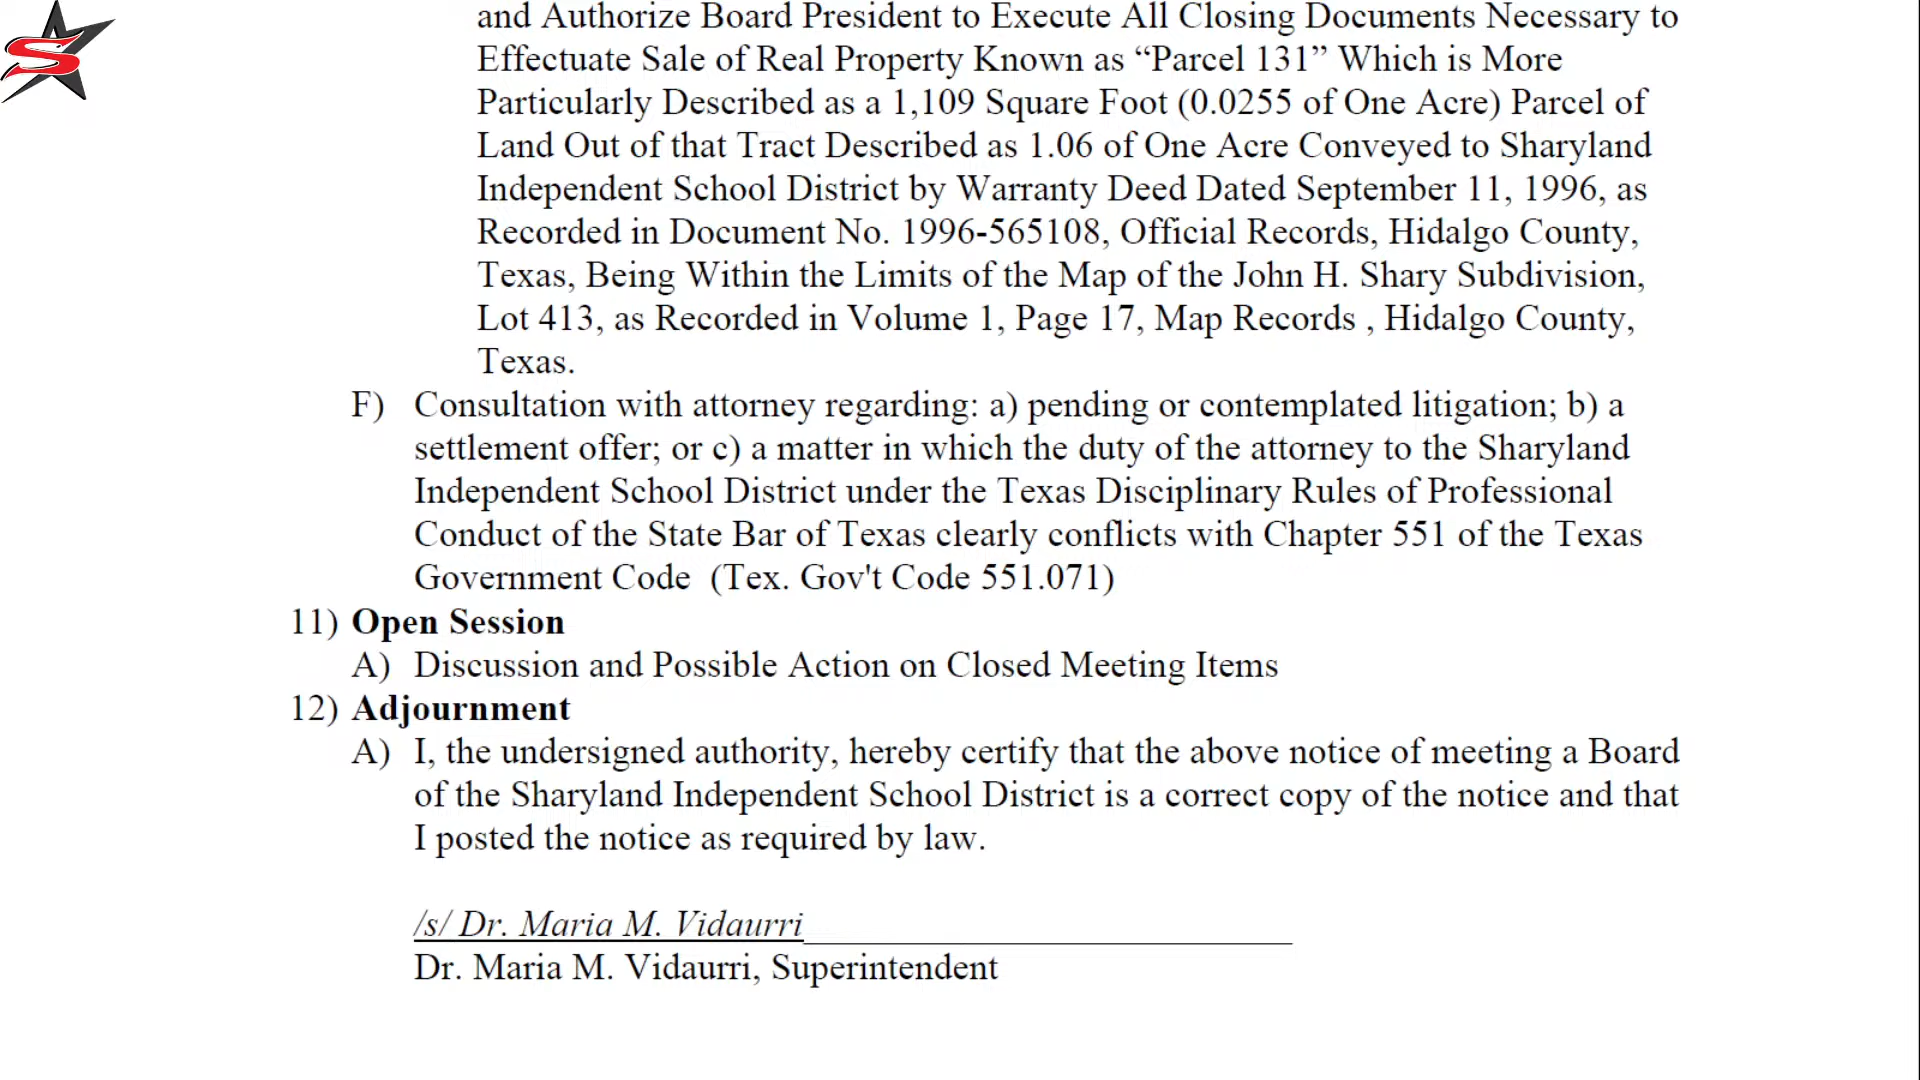 and Authorize Board President to Execute All Closing Documents Necessary to
Effectuate Sale of Real Property Known as “Parcel 131” Which is More
Particularly Described as a 1,109 Square Foot (0.0255 of One Acre) Parcel of
Land Out of that Tract Described as 1.06 of One Acre Conveyed to Sharyland
Independent School District by Warranty Deed Dated September 11, 1996, as
Recorded in Document No. 1996-565108, Official Records, Hidalgo County,
Texas, Being Within the Limits of the Map of the John H. Shary Subdivision,
Lot 413, as Recorded in Volume 1, Page 17, Map Records , Hidalgo County,
Texas.
F) Consultation with attorney regarding: a) pending or contemplated litigation; b) a
settlement offer; or c) a matter in which the duty of the attorney to the Sharyland
Independent School District under the Texas Disciplinary Rules of Professional
Conduct of the State Bar of Texas clearly conflicts with Chapter 551 of the Texas
Government Code  (Tex. Gov't Code 551.071)
11) Open Session
A) Discussion and Possible Action on Closed Meeting Items
12) Adjournment
A) I, the undersigned authority, hereby certify that the above notice of meeting a Board
of the Sharyland Independent School District is a correct copy of the notice and that
I posted the notice as required by law.
/s/ Dr. Maria M. Vidaurri
Dr. Maria M. Vidaurri, Superintendent